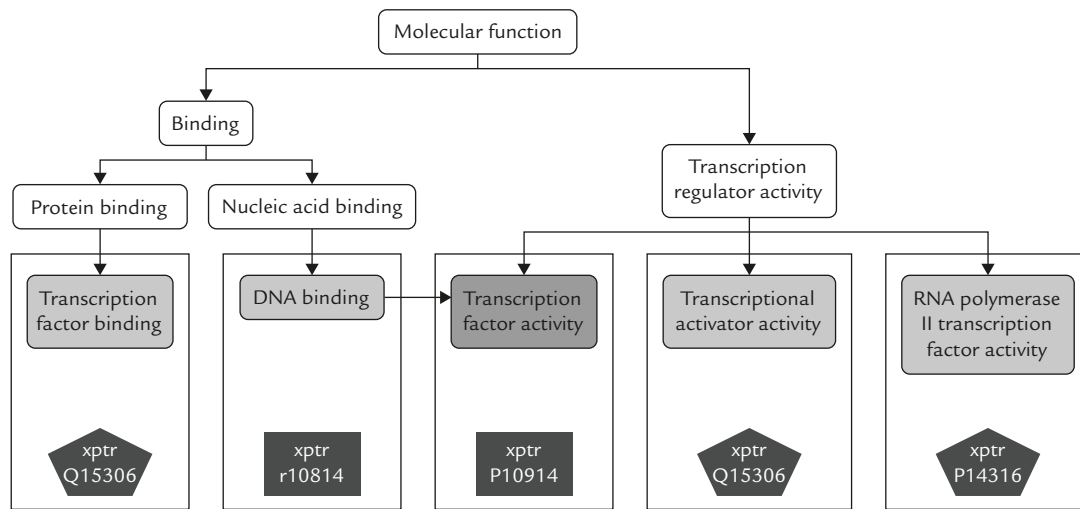 Molecular function
Binding
Transcription
regulator activity
Protein binding
Nucleic acid binding
Transcription
factor binding
DNA binding
Transcription
factor activity
Transcriptional
activator activity
RNA polymerase
II transcription
factor activity
xptr
Q15306
xptr
r10814
xptr
P10914
xptr
Q15306
xptr
P14316